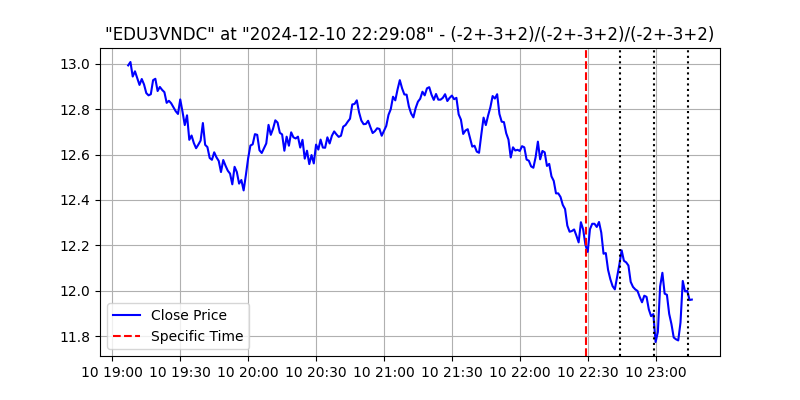 "EDU3VNDC" at "2024-12-10 22:29:08" - (-2+-3+2)/(-2+-3+2)/(-2+-3+2)
13.0
12.8
12.6
12.4
12.2
12.0
11.8
Close Price
Specific Time
10 19:00 10 19:30 10 20:00 10 20:30 10 21:00 10 21:30 10 22:00 10 22:30 10 23:00